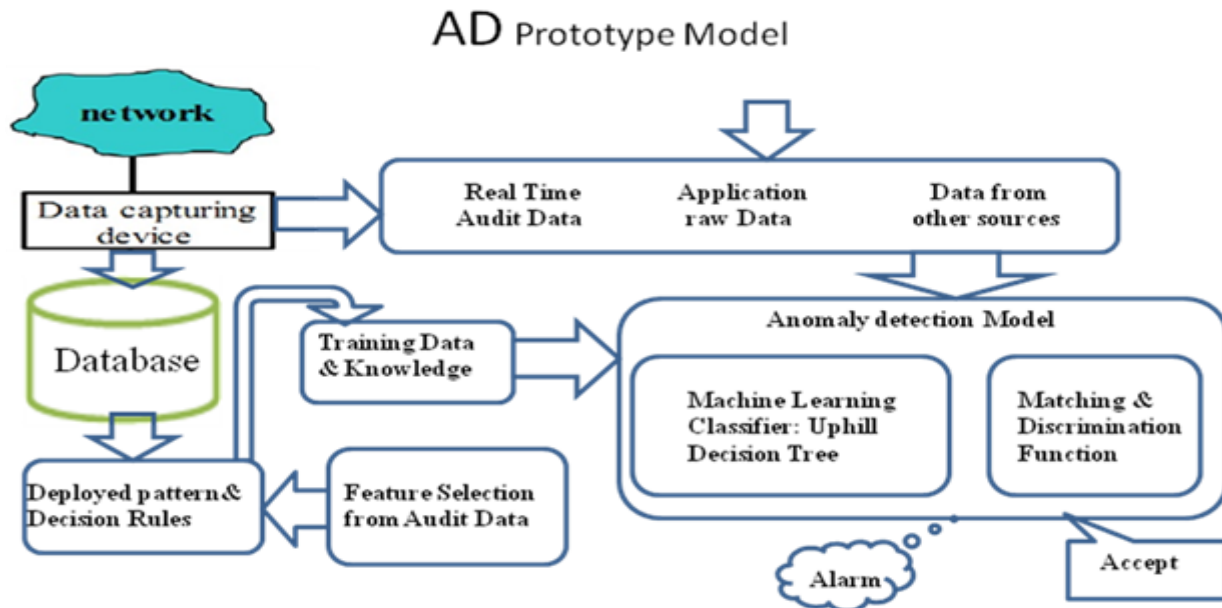 AD Prototype Model
network
Data capturing
device
Real Time
Audit Data
Application
raw Data
Data from
other sources
Database
Training Data
& Knowledge
Anomaly detection Model
Machine Learning
Classifier: Uphill
Decision Tree
Matching &
Discrimination
Function
Deployed pattern&
Decision Rules
Feature Selection
from Audit Data
Alarm
Accept